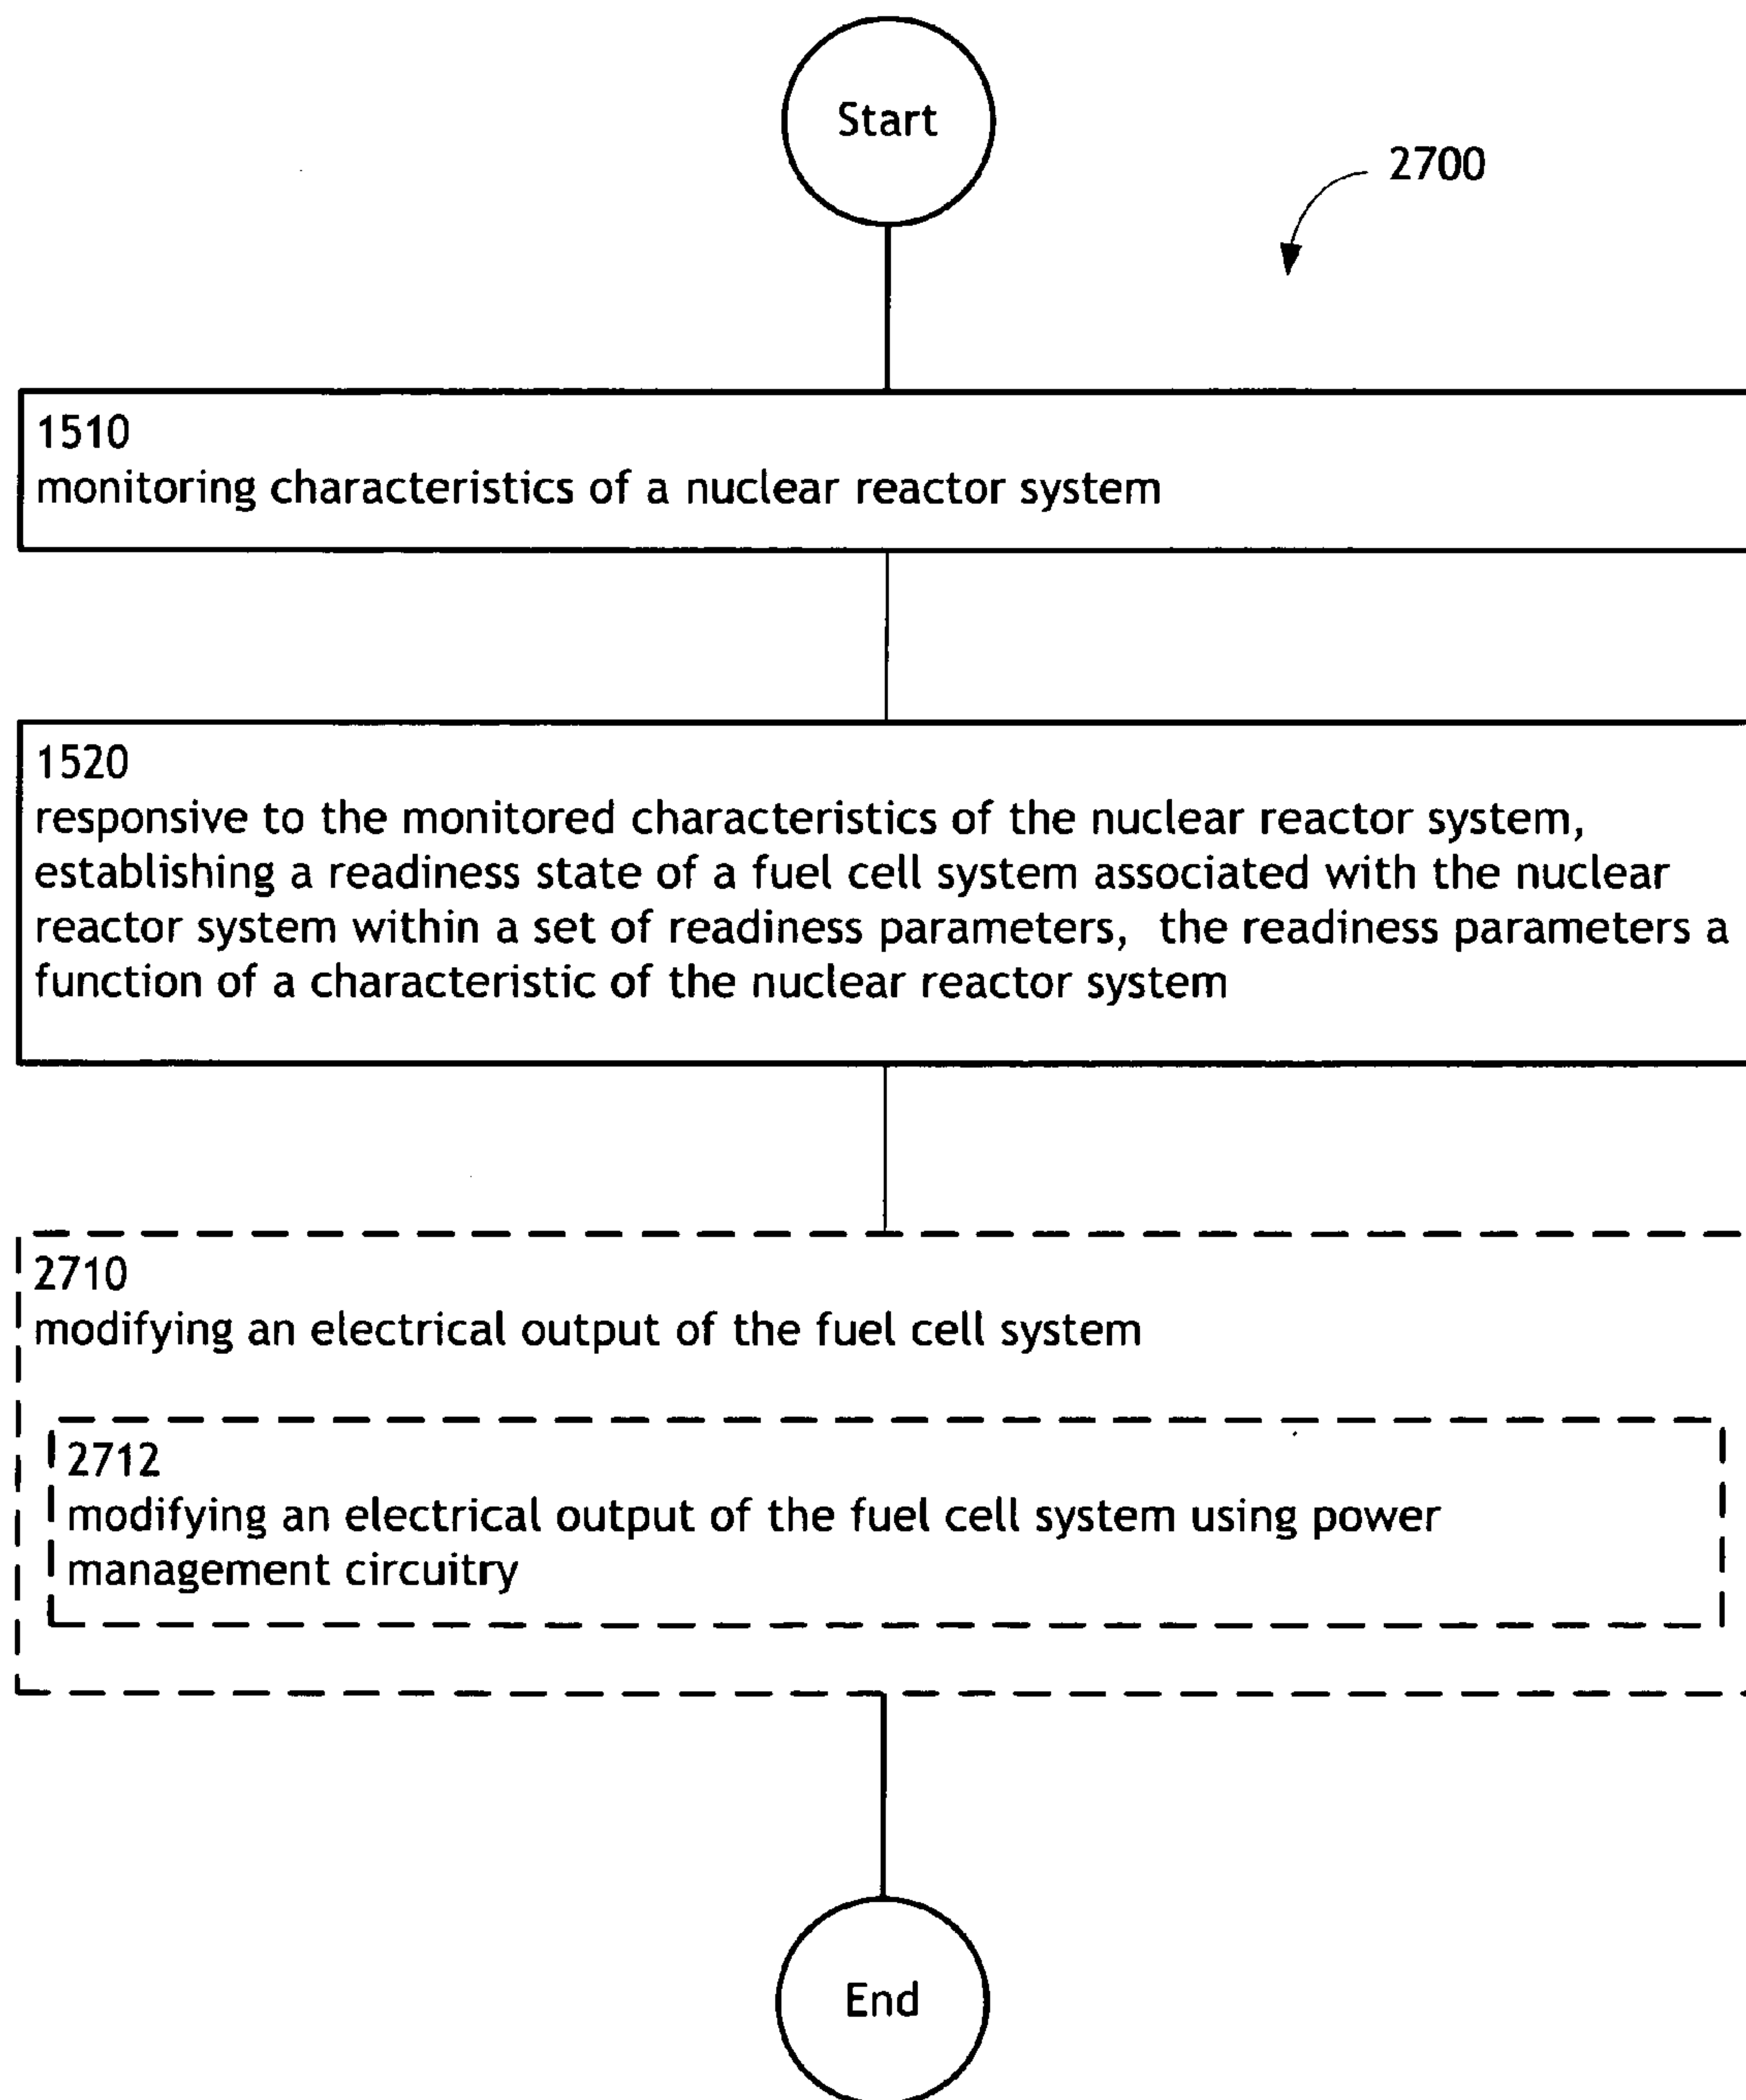 Start
2700
1510
monitoring characteristics of a nuclear reactor system
1520
responsive to the monitored characteristics of the nuclear reactor system,
establishing a readiness state of a fuel cell system associated with the nuclear
reactor system within a set of readiness parameters, the readiness parameters a
function of a characteristic of the nuclear reactor system
2710
modifying an electrical output of the fuel cell system
2712
modifying an electrical output of the fuel cell system using power
management circuitry
End